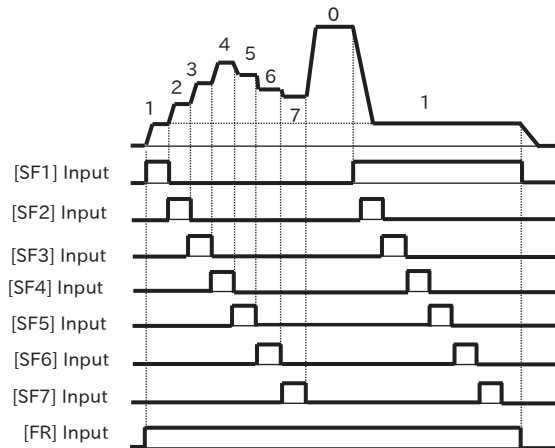 0
4
3
5
2
6
1
7
1
[SF1] Input
[SF2] Input
[SF3] Input
[SF4] Input
[SF5] Input
[SF6] Input
[SF7] Input
[FR] Input